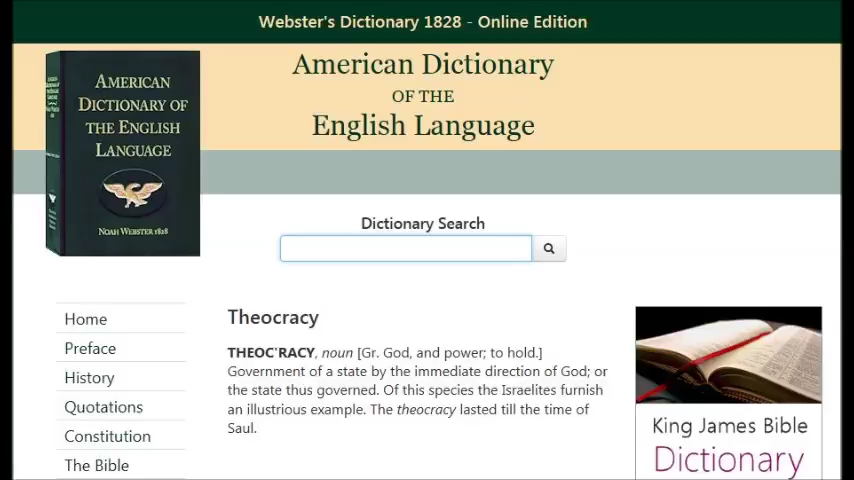 Webster's Dictionary 1828 - Online Edition
AMERICAN
DICTIONARY OF
THE ENGLISH
LANGUAGE
NOAH WEBSTER 1828
American Dictionary
OF THE
English Language
Dictionary Search
Home
Preface
History
Quotations
Constitution
The Bible
Theocracy
THEOC'RACY, noun [Gr. God, and power; to hold.]
Government of a state by the immediate direction of God; or
the state thus governed. Of this species the Israelites furnish
an illustrious example. The theocracy lasted till the time of
Saul.
King James Bible
Dictionary